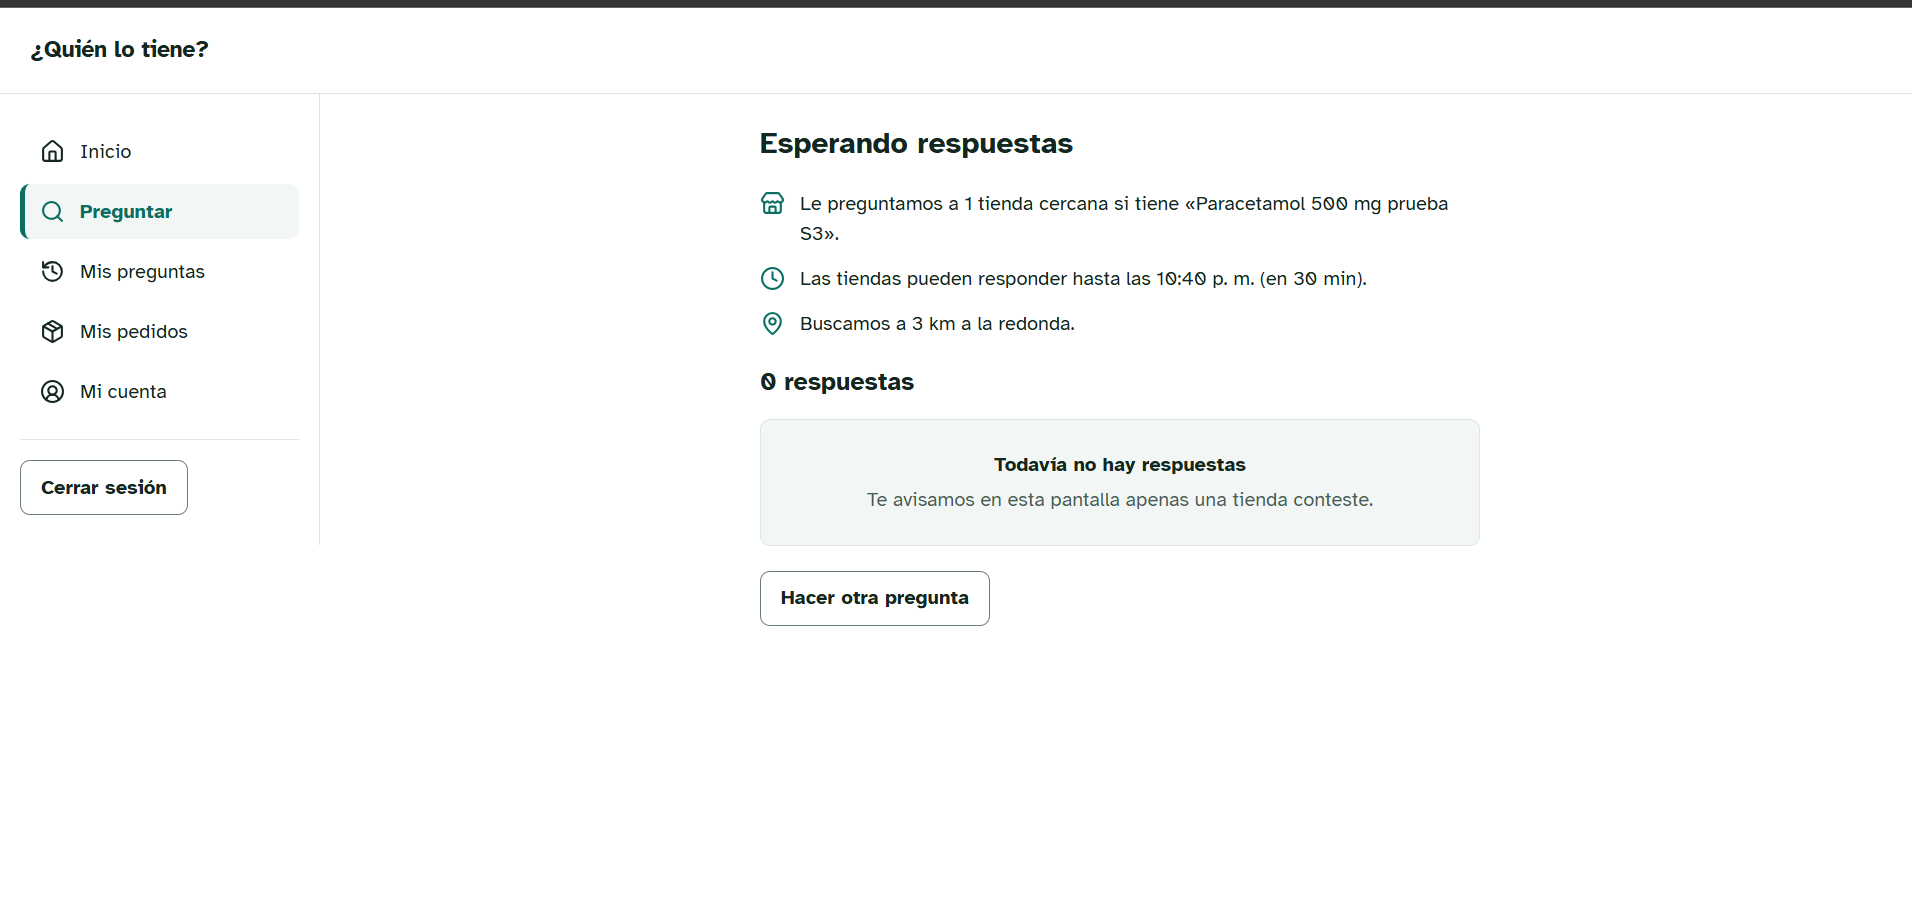 ¿Quién lo tiene?
Inicio
Preguntar
Mis preguntas
Mis pedidos
Mi cuenta
Cerrar sesión
Esperando respuestas
Le preguntamos a 1 tienda cercana si tiene «Paracetamol 500 mg prueba
S3».
Las tiendas pueden responder hasta las 10:40 p. m. (en 30 min).
Buscamos a 3 km a la redonda.
0 respuestas
Todavía no hay respuestas
Te avisamos en esta pantalla apenas una tienda conteste.
Hacer otra pregunta